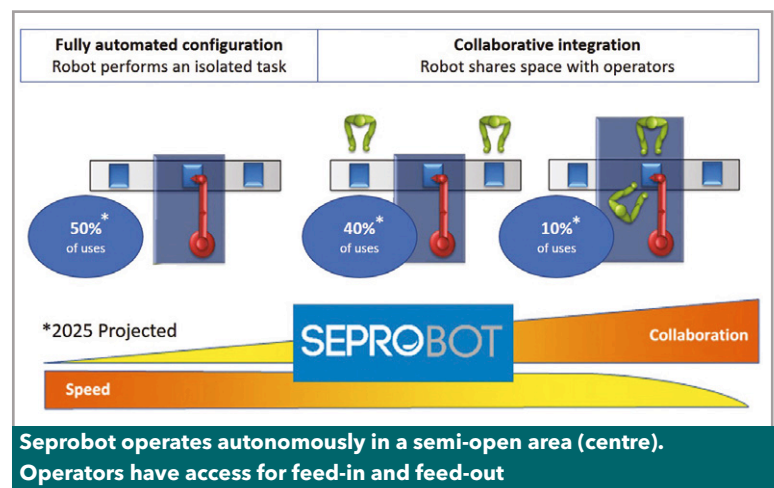 Fully automated configuration
Robot performs an isolated task
Collaborative integration
Robot shares space with operators
50%*
of uses
40%*
of uses
10%*
of uses
*2025 Projected
SEPROBOT
Collaboration
Speed
Seprobot operates autonomously in a semi-open area (centre).
Operators have access for feed-in and feed-out